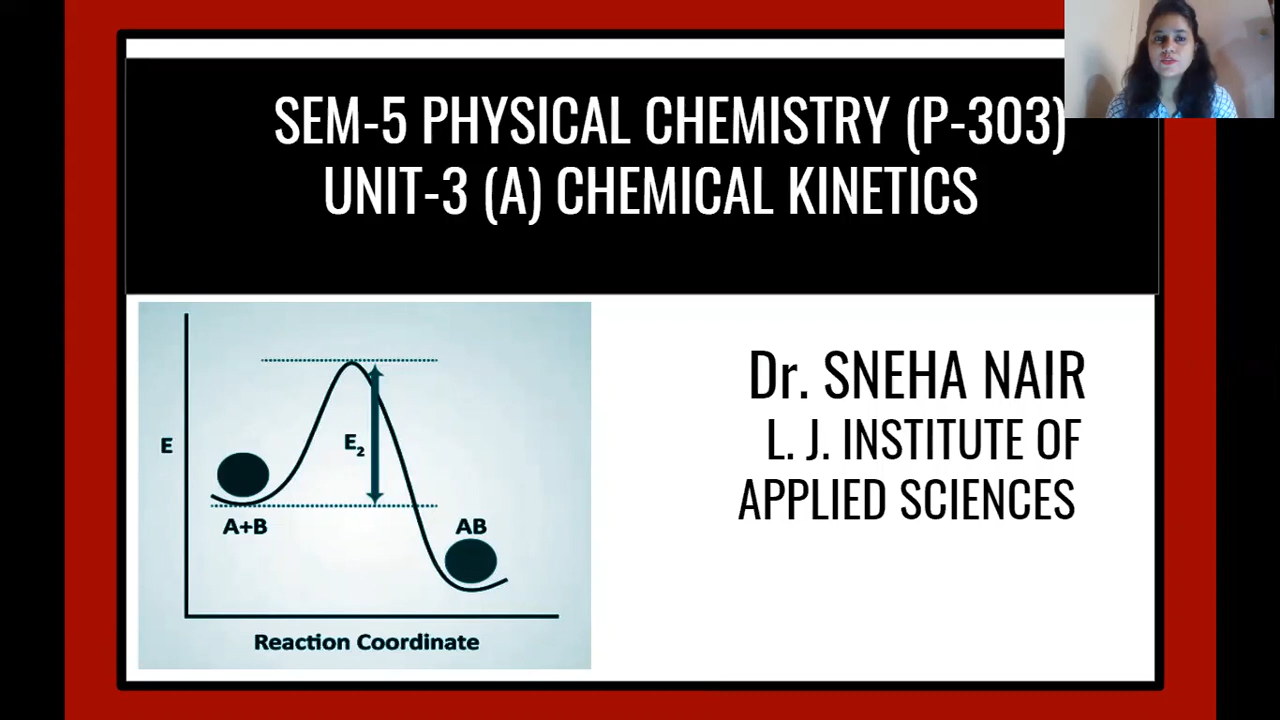 SEM-5 PHYSICAL CHEMISTRY (P-303)
UNIT-3 (A) CHEMICAL KINETICS
E
E2
A+B
AB
Reaction Coordinate
Dr. SNEHA NAIR
L. J. INSTITUTE OF
APPLIED SCIENCES